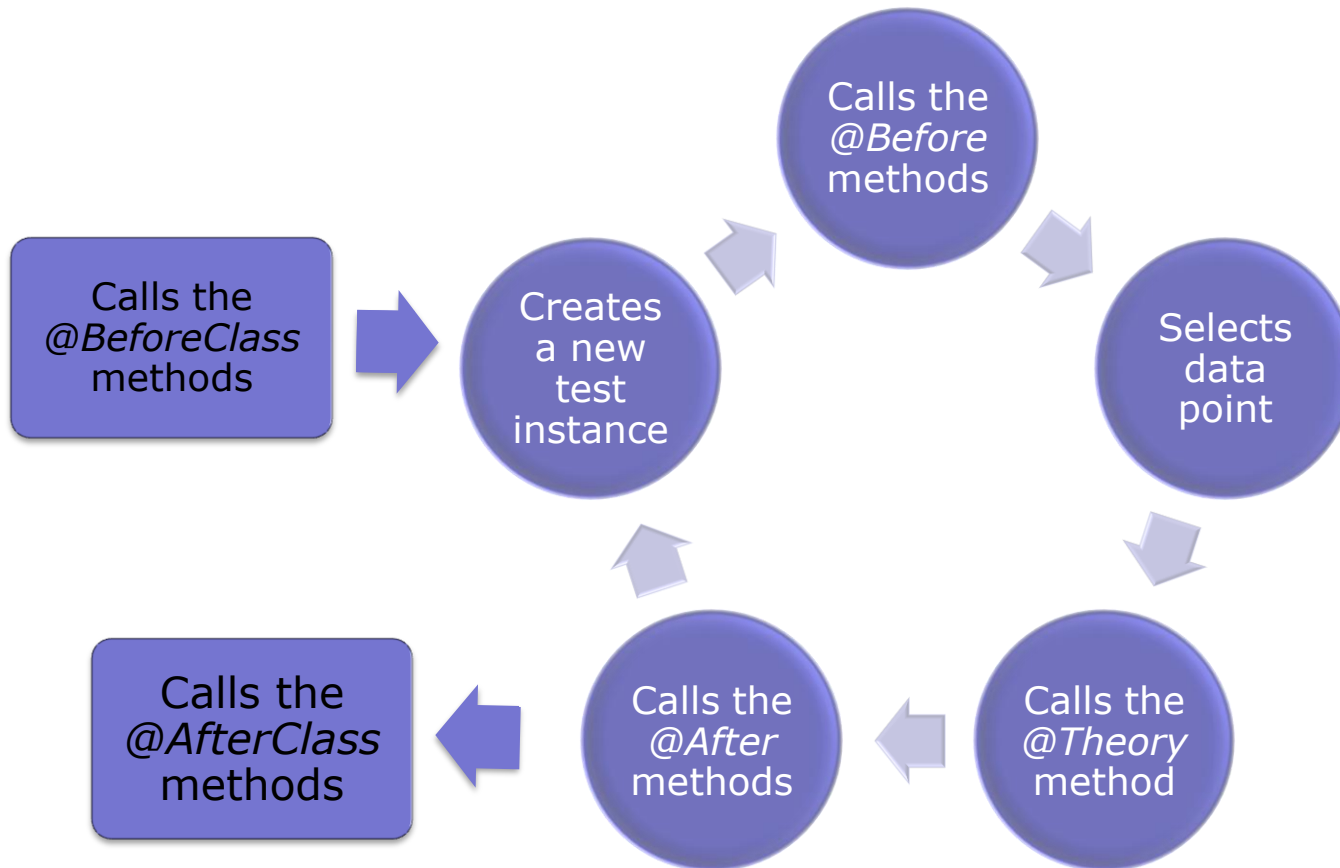 Calls the
@BeforeClass
methods
Creates
a new
test
instance
Calls the
@Before
methods
Selects
data
point
Calls the
@Theory
method
Calls the
@After
methods
Calls the
@AfterClass
methods